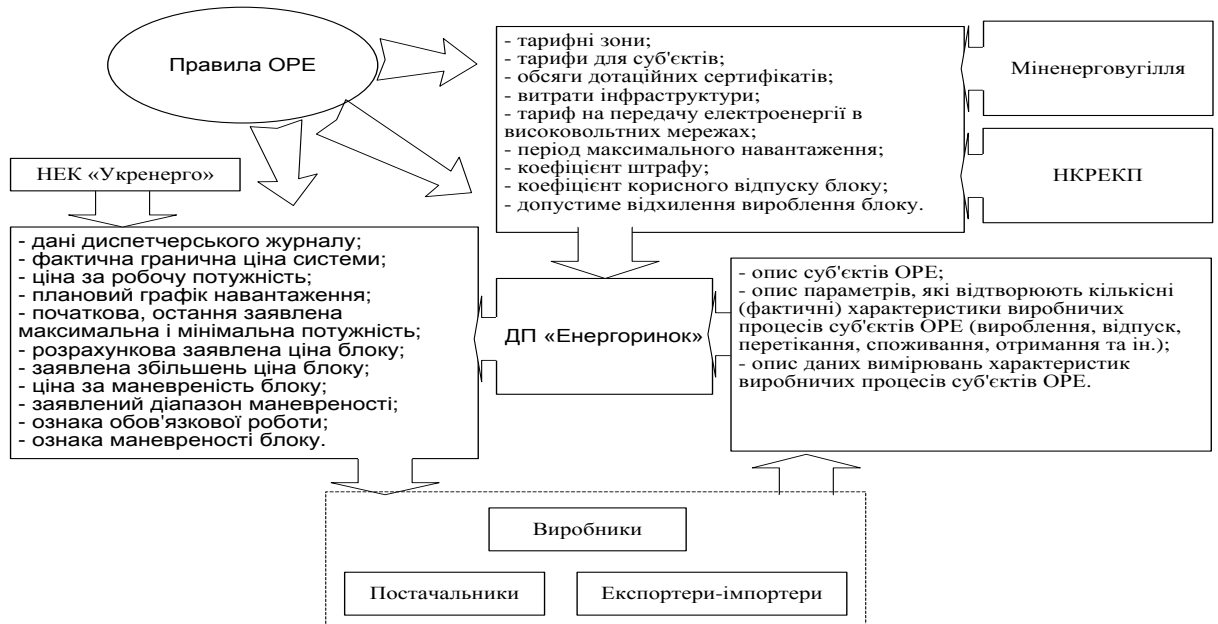 Правила ОРЕ
- тарифні зони;
- тарифи для суб'єктів;
- обсяги дотаційних сертифікатів;
- витрати інфраструктури;
- тариф на передачу електроенергії в
високовольтних мережах;
- період максимального навантаження;
- коефіцієнт штрафу;
- коефіцієнт корисного відпуску блоку;
- допустиме відхилення вироблення блоку.
Міненерговугілля
НКРЕКП
НЕК «Укренерго»
- дані диспетчерського журналу;
- фактична гранична ціна системи;
- ціна за робочу потужність;
- плановий графік навантаження;
- початкова, остання заявлена
максимальна і мінімальна потужність;
- розрахункова заявлена ціна блоку;
- заявлена збільшень ціна блоку;
- ціна за маневреність блоку;
- заявлений діапазон маневреності;
- ознака обов'язкової роботи;
- ознака маневреності блоку.
ДП «Енергоринок»
- опис суб'єктів ОРЕ;
- опис параметрів, які відтворюють кількісні
(фактичні) характеристики виробничих
процесів суб'єктів ОРЕ (вироблення, відпуск,
перетікання, споживання, отримання та ін.);
- опис даних вимірювань характеристик
виробничих процесів суб'єктів ОРЕ.
Виробники
Постачальники
Експортери-імпортери